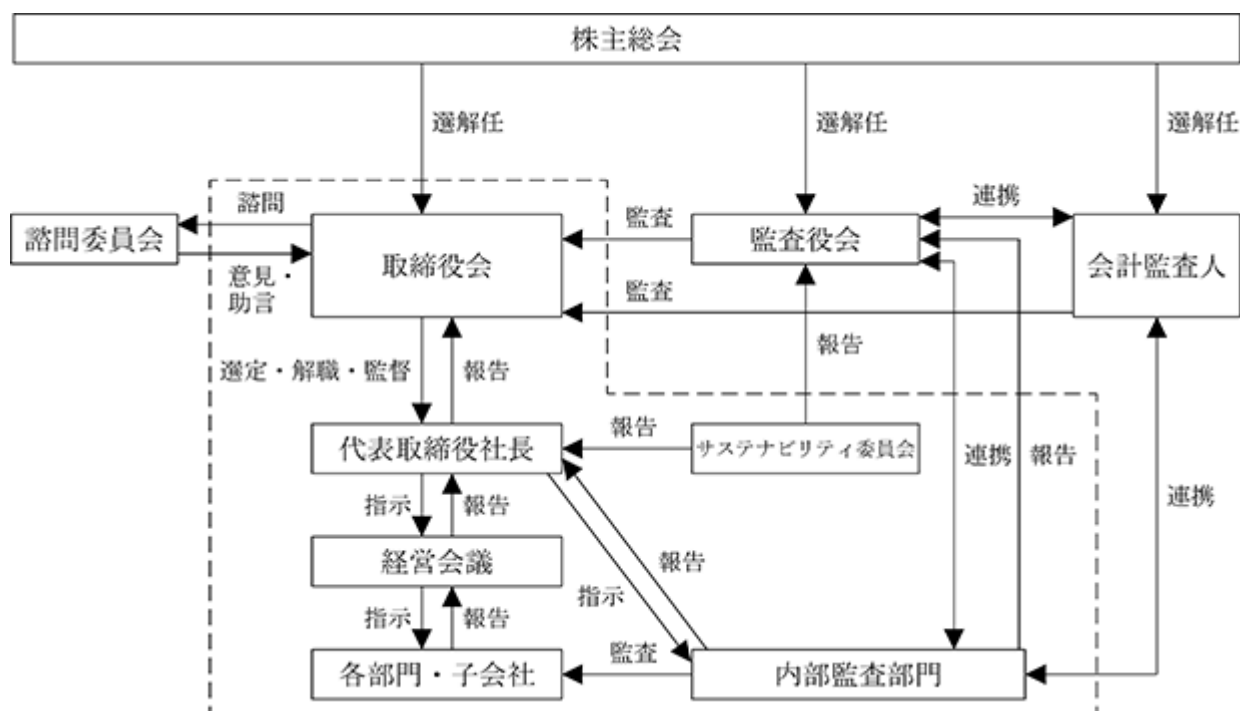 株主総会
選解任
選解任
選解任
諮問
諮問委員会
意見・
助言
取締役会
監査
監査役会
連携
会計監査人
監査
選定・解職・監督
報告
報告
代表取締役社長
報告
サステナビリティ委員会
連携
報告
連携
指示
報告
経営会議
報告
指示
指示
報告
各部門・子会社
監査
内部監査部門